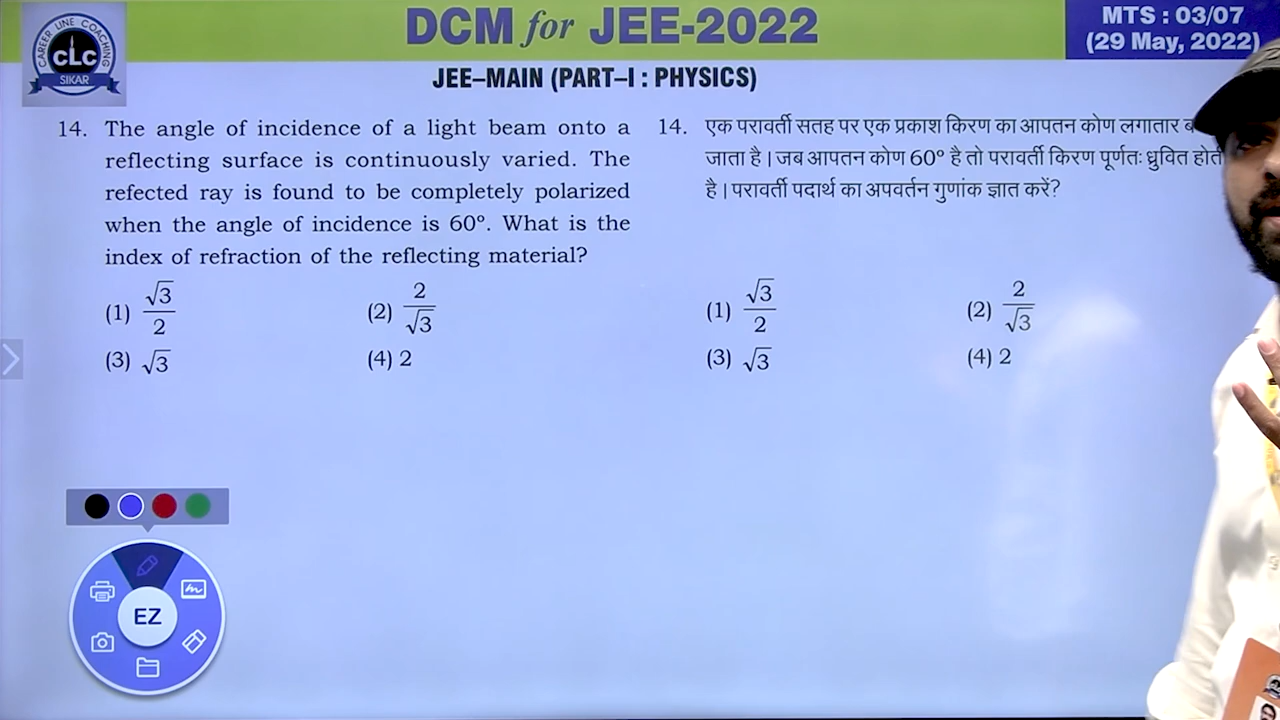 DCM for JEE-2022
MTS : 03/07
(29 May, 2022)
CAREER LINE COACHING
CLC
SIKAR
JEE–MAIN (PART–I : PHYSICS)
14. The angle of incidence of a light beam onto a
reflecting surface is continuously varied. The
refected ray is found to be completely polarized
when the angle of incidence is 60º. What is the
index of refraction of the reflecting material?
(1) √3/2 (2) 2/√3
(3) √3 (4) 2
14. एक परावर्ती सतह पर एक प्रकाश किरण का आपतन कोण लगातार
जाता है। जब आपतन कोण 60º है तो परावर्ती किरण पूर्णतः ध्रुवित
है। परावर्ती पदार्थ का अपवर्तन गुणांक ज्ञात करें?
(1) √3/2 (2) 2/√3
(3) √3 (4) 2
EZ